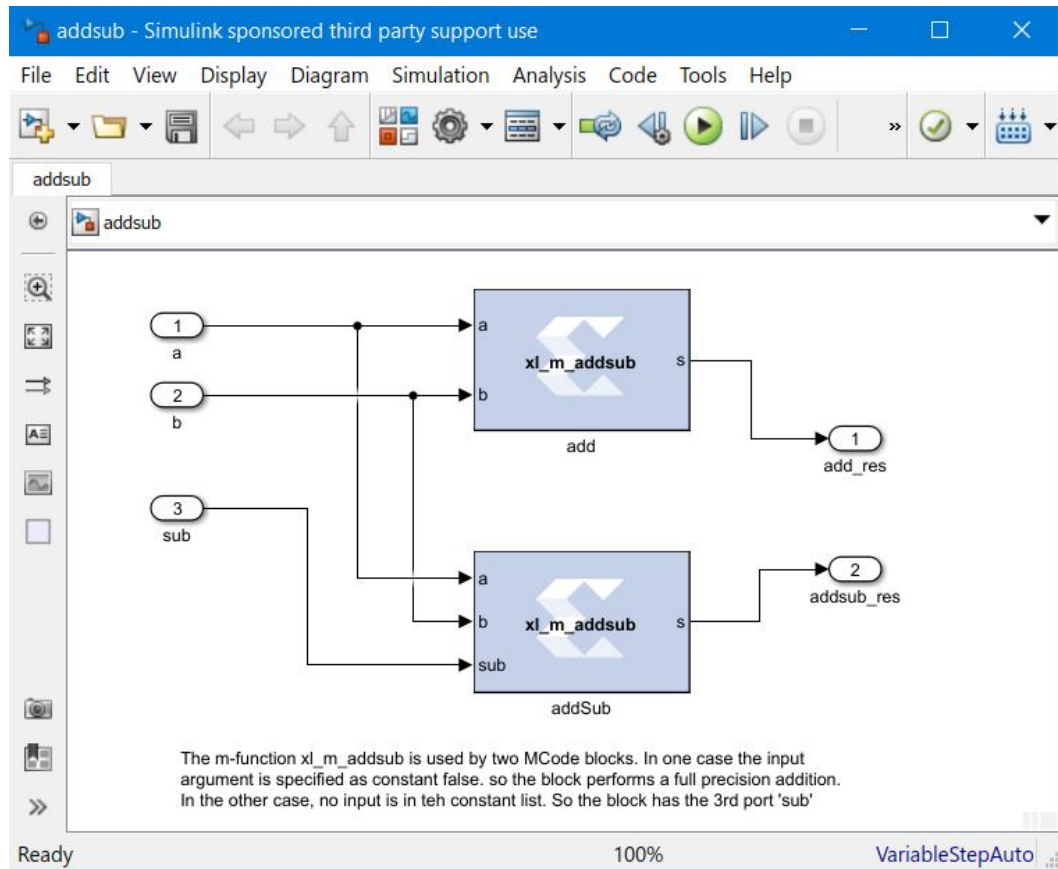 addsub - Simulink sponsored third party support use
File Edit View Display Diagram Simulation Analysis Code Tools Help
addsub
addsub
1
a
2
b
3
sub
a
b
xl_m_addsub
s
add
1
add_res
a
b
sub
xl_m_addsub
s
addSub
2
addsub_res
The m-function xl_m_addsub is used by two MCode blocks. In one case the input
argument is specified as constant false. so the block performs a full precision addition.
In the other case, no input is in teh constant list. So the block has the 3rd port 'sub'
Ready 100% VariableStepAuto